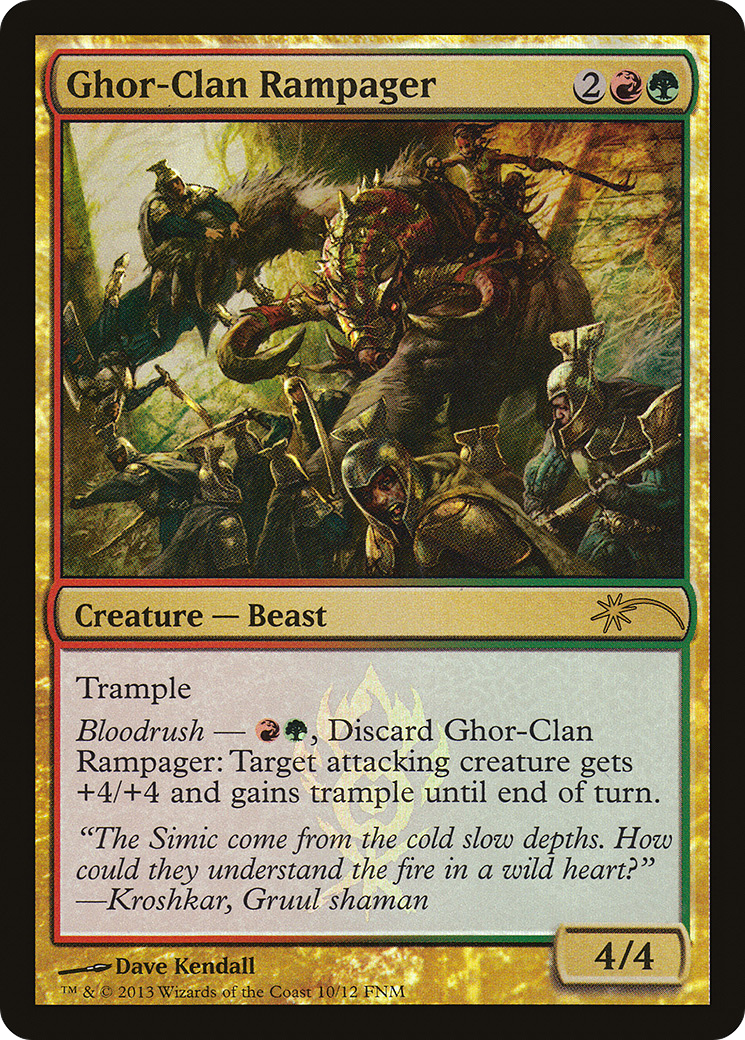 Ghor-Clan Rampager 2
Creature — Beast
Trample
Bloodrush — , Discard Ghor-Clan
Rampager: Target attacking creature gets
+4/+4 and gains trample until end of turn.
“The Simic come from the cold slow depths. How
could they understand the fire in a wild heart?”
—Kroshkar, Gruul shaman
4/4
Dave Kendall
™ & © 2013 Wizards of the Coast 10/12 FNM